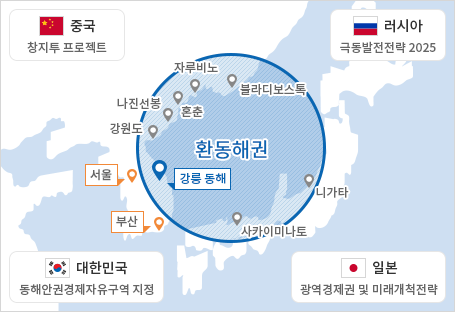 중국
창지투 프로젝트
러시아
극동발전전략 2025
자루비노
블라디보스톡
나진선봉
훈춘
강원도
환동해권
서울
강릉 동해
니가타
부산
사카이미나토
대한민국
동해안권경제자유구역 지정
일본
광역경제권 및 미래개척전략